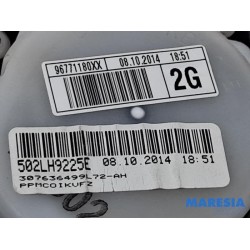 96771180XX 08.10.2014 18:51
2G
502LH9225E 08.10.2014 18:51
307636499L72-AH
PPMCOIKUFZ
MARESIA